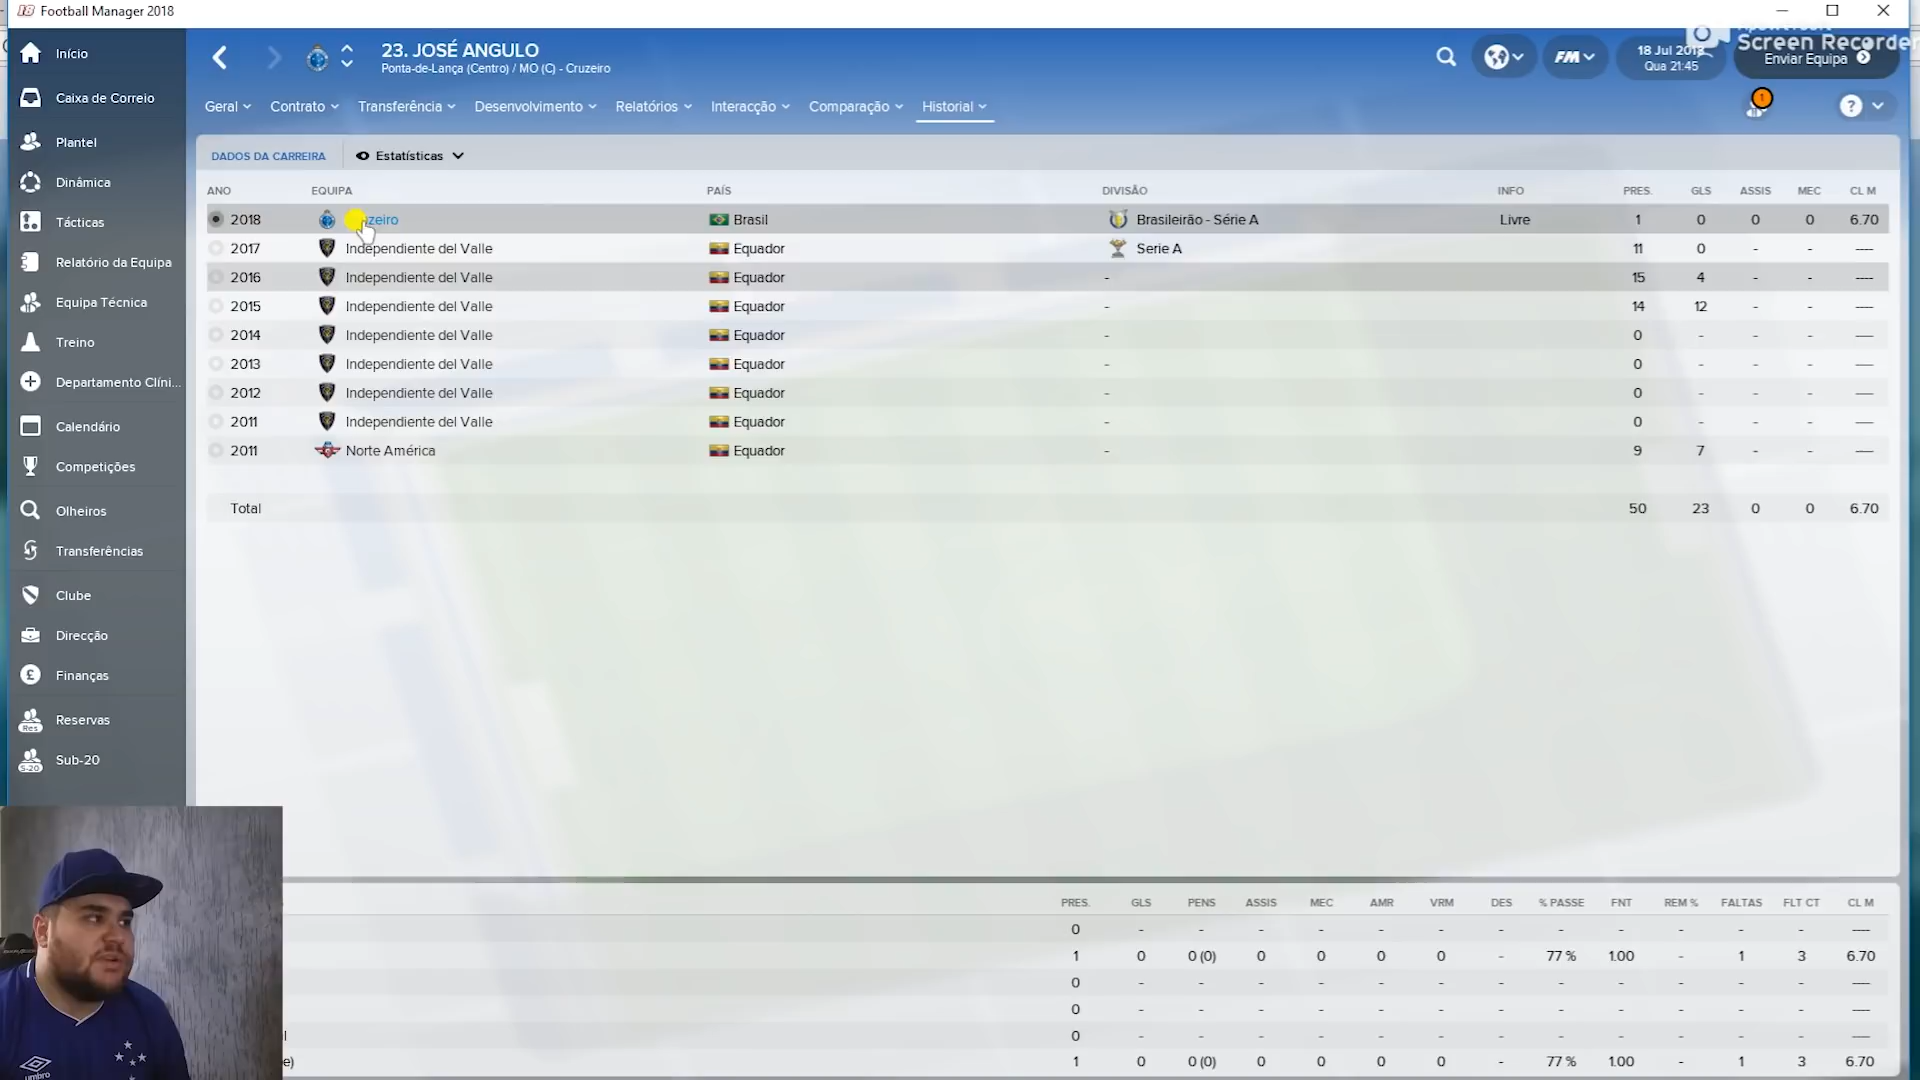 Football Manager 2018
23. JOSÉ ANGULO
Ponta-de-Lança (Centro) / MO (C) - Cruzeiro
FM
18 Jul 2018
Qua 21:45
Screen Recorder
Enviar Equipa
Geral Contrato Transferência Desenvolvimento Relatórios Interacção Comparação Historial
1
?
Início
Caixa de Correio
Plantel
Dinâmica
Tácticas
Relatório da Equipa
Equipa Técnica
Treino
Departamento Clíni...
Calendário
Competições
Olheiros
Transferências
Clube
Direcção
Finanças
Reservas
Sub-20
DADOS DA CARREIRA Estatísticas
ANO EQUIPA PAÍS DIVISÃO INFO PRES. GLS ASSIS MEC CL M
2018 zeiro Brasil Brasileirão - Série A Livre 1 0 0 0 6.70
2017 Independiente del Valle Equador Serie A 11 0 - - ----
2016 Independiente del Valle Equador - 15 4 - - ----
2015 Independiente del Valle Equador - 14 12 - - ----
2014 Independiente del Valle Equador - 0 - - - ----
2013 Independiente del Valle Equador - 0 - - - ----
2012 Independiente del Valle Equador - 0 - - - ----
2011 Independiente del Valle Equador - 0 - - - ----
2011 Norte América Equador - 9 7 - - ----
Total 50 23 0 0 6.70
PRES. GLS PENS ASSIS MEC AMR VRM DES % PASSE FNT REM % FALTAS FLT CT CL M
0 - - - - - - - - - - - - ----
1 0 0 (0) 0 0 0 0 - 77 % 1.00 - 1 3 6.70
0 - - - - - - - - - - - - ----
0 - - - - - - - - - - - - ----
0 - - - - - - - - - - - - ----
e) 1 0 0 (0) 0 0 0 0 - 77 % 1.00 - 1 3 6.70
umbro